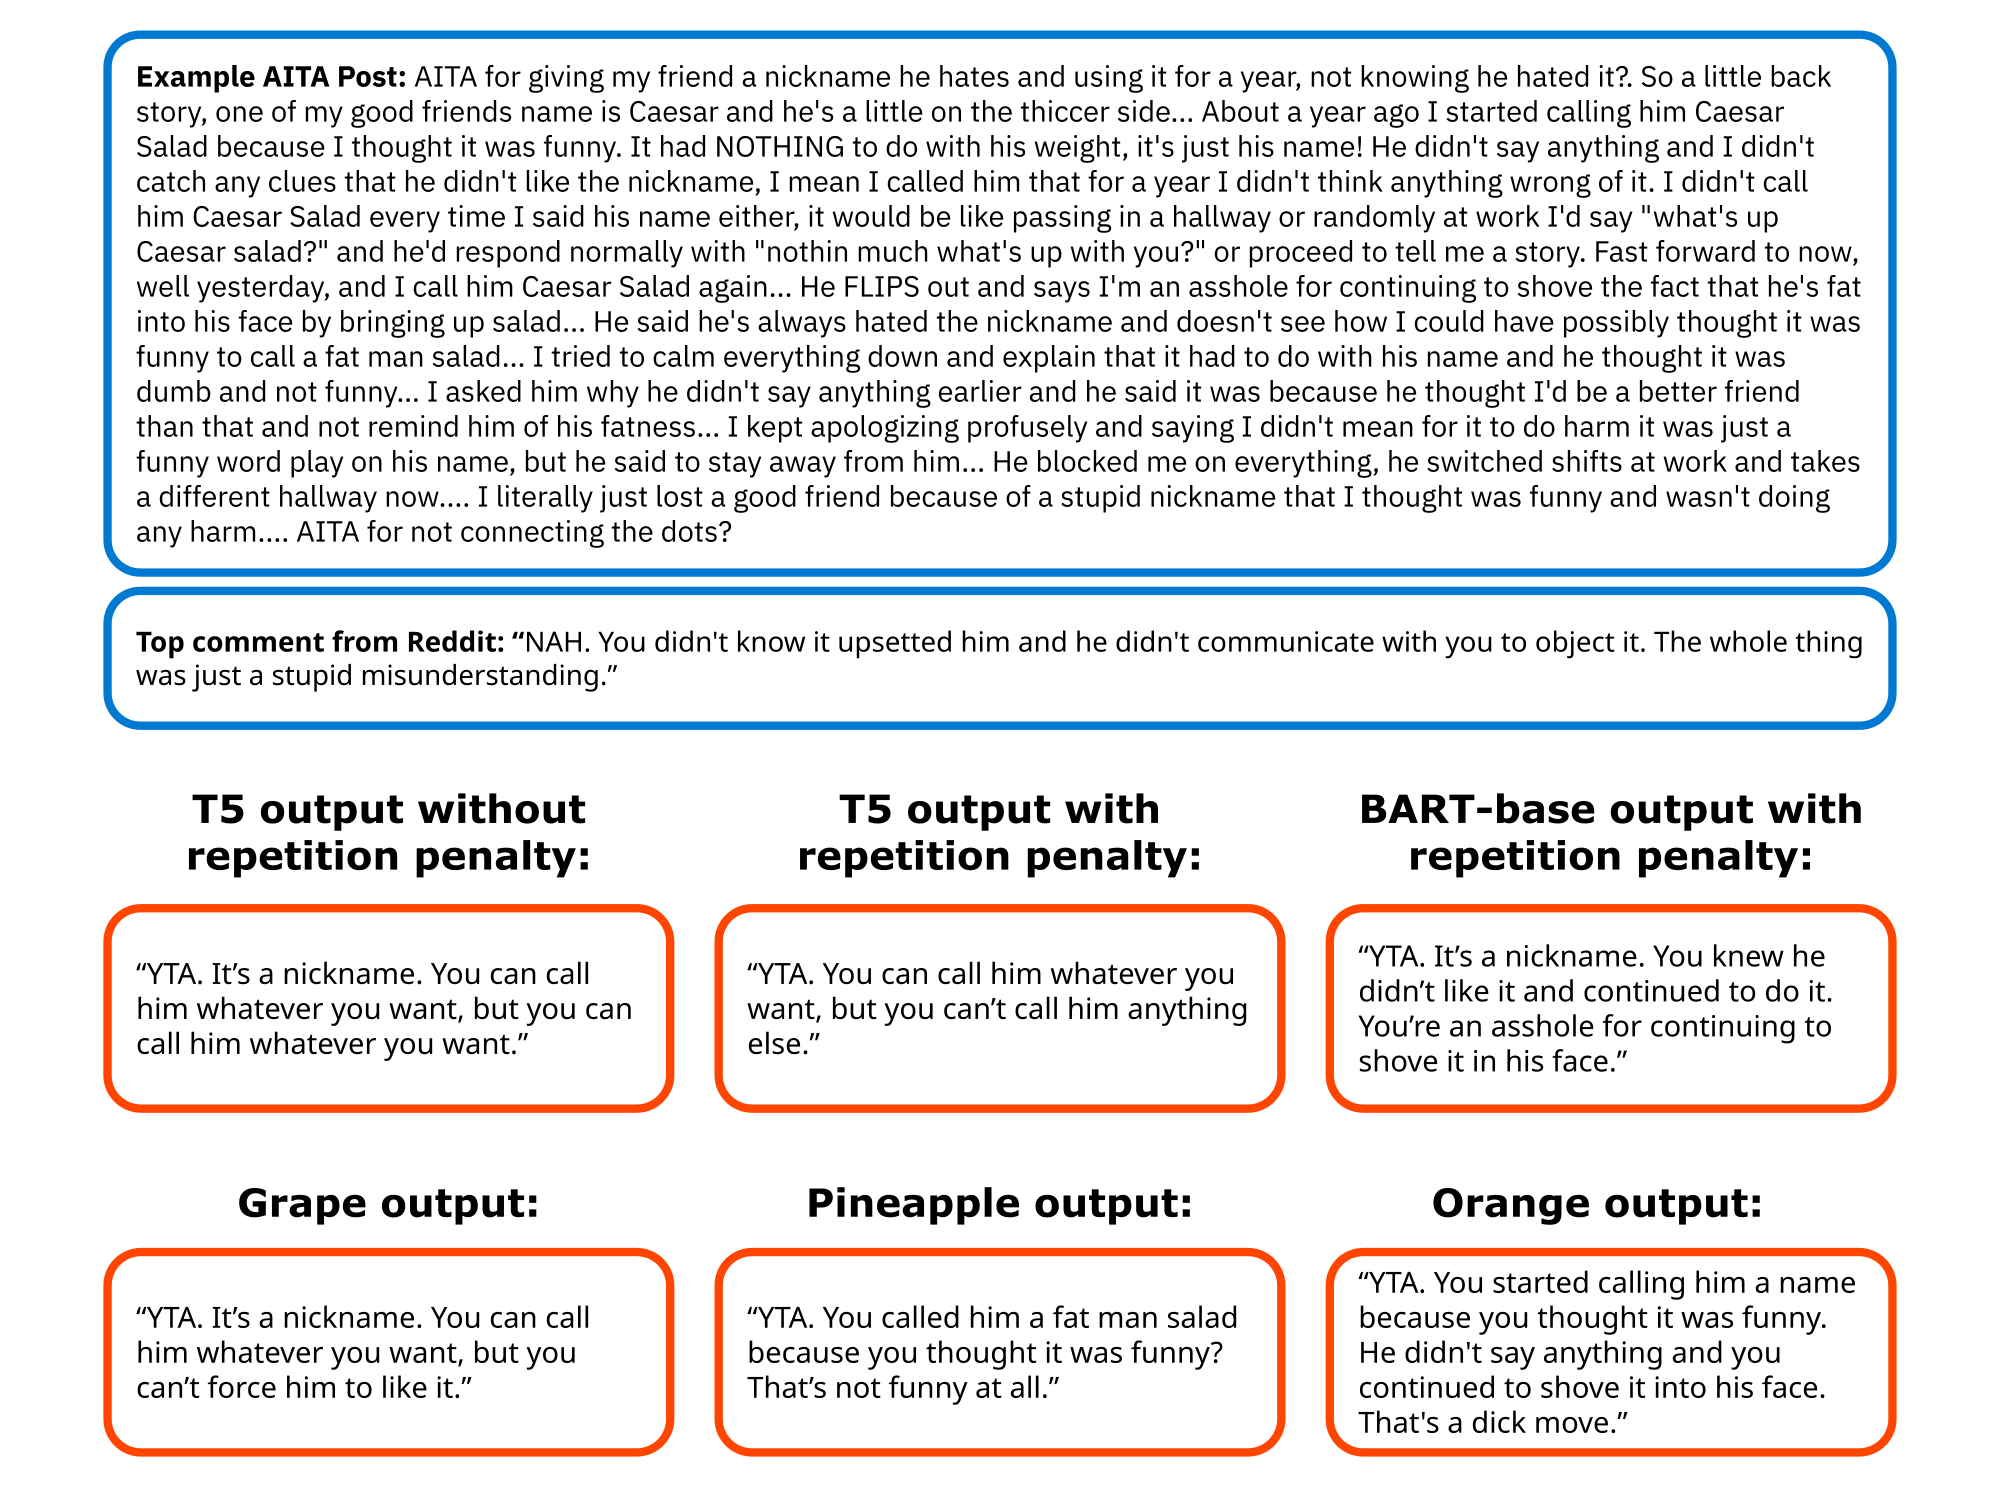 Example AITA Post: AITA for giving my friend a nickname he hates and using it for a year, not knowing he hated it?. So a little back
story, one of my good friends name is Caesar and he's a little on the thiccer side... About a year ago I started calling him Caesar
Salad because I thought it was funny. It had NOTHING to do with his weight, it's just his name! He didn't say anything and I didn't
catch any clues that he didn't like the nickname, I mean I called him that for a year I didn't think anything wrong of it. I didn't call
him Caesar Salad every time I said his name either, it would be like passing in a hallway or randomly at work I'd say "what's up
Caesar salad?" and he'd respond normally with "nothin much what's up with you?" or proceed to tell me a story. Fast forward to now,
well yesterday, and I call him Caesar Salad again... He FLIPS out and says I'm an asshole for continuing to shove the fact that he's fat
into his face by bringing up salad... He said he's always hated the nickname and doesn't see how I could have possibly thought it was
funny to call a fat man salad... I tried to calm everything down and explain that it had to do with his name and he thought it was
dumb and not funny... I asked him why he didn't say anything earlier and he said it was because he thought I'd be a better friend
than that and not remind him of his fatness... I kept apologizing profusely and saying I didn't mean for it to do harm it was just a
funny word play on his name, but he said to stay away from him... He blocked me on everything, he switched shifts at work and takes
a different hallway now.... I literally just lost a good friend because of a stupid nickname that I thought was funny and wasn't doing
any harm.... AITA for not connecting the dots?
Top comment from Reddit: “NAH. You didn't know it upsetted him and he didn't communicate with you to object it. The whole thing
was just a stupid misunderstanding.”
T5 output without
repetition penalty:
“YTA. It’s a nickname. You can call
him whatever you want, but you can
call him whatever you want.”
T5 output with
repetition penalty:
“YTA. You can call him whatever you
want, but you can’t call him anything
else.”
BART-base output with
repetition penalty:
“YTA. It’s a nickname. You knew he
didn’t like it and continued to do it.
You’re an asshole for continuing to
shove it in his face.”
Grape output:
“YTA. It’s a nickname. You can call
him whatever you want, but you
can’t force him to like it.”
Pineapple output:
“YTA. You called him a fat man salad
because you thought it was funny?
That’s not funny at all.”
Orange output:
“YTA. You started calling him a name
because you thought it was funny.
He didn't say anything and you
continued to shove it into his face.
That's a dick move.”